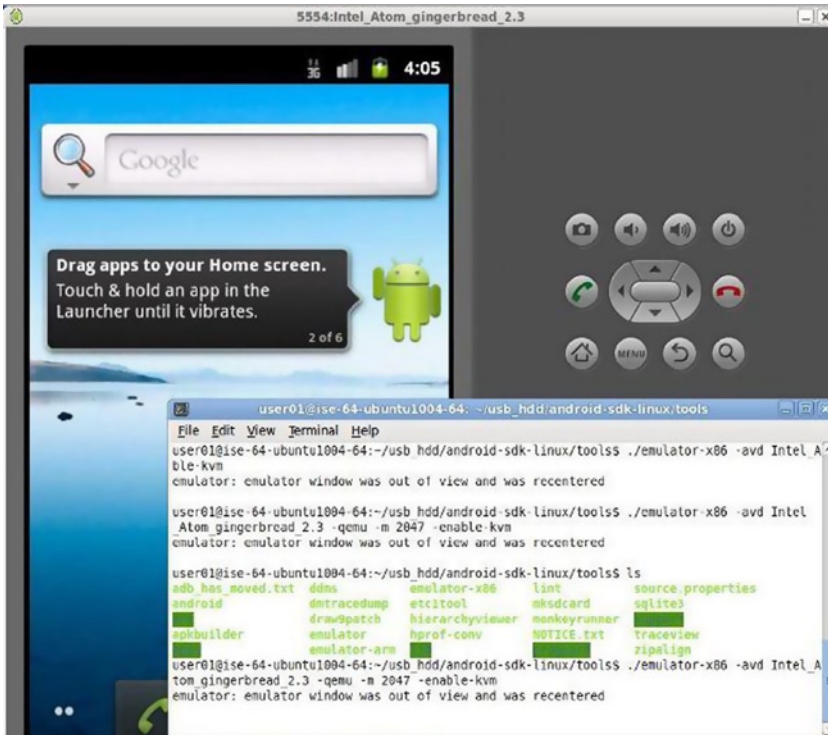 5554:Intel_Atom_gingerbread_2.3
3G
4:05
Google
Drag apps to your Home screen.
Touch & hold an app in the
Launcher until it vibrates.
2 of 6
MENU
user01@ise-64-ubuntu1004-64: ~/usb_hdd/android-sdk-linux/tools
File Edit View Terminal Help
user01@ise-64-ubuntu1004-64:~/usb_hdd/android-sdk-linux/tools$ ./emulator-x86 -avd Intel_A
ble-kvm
emulator: emulator window was out of view and was recentered
user01@ise-64-ubuntu1004-64:~/usb_hdd/android-sdk-linux/tools$ ./emulator-x86 -avd Intel
_Atom_gingerbread_2.3 -qemu -m 2047 -enable-kvm
emulator: emulator window was out of view and was recentered
user01@ise-64-ubuntu1004-64:~/usb_hdd/android-sdk-linux/tools$ ls
adb_has_moved.txt ddms emulator-x86 lint source.properties
android dmtracedump etc1tool mksdcard sqlite3
draw9patch hierarchyviewer monkeyrunner
apkbuilder emulator hprof-conv NOTICE.txt traceview
emulator-arm zipalign
user01@ise-64-ubuntu1004-64:~/usb_hdd/android-sdk-linux/tools$ ./emulator-x86 -avd Intel_A
tom_gingerbread_2.3 -qemu -m 2047 -enable-kvm
emulator: emulator window was out of view and was recentered